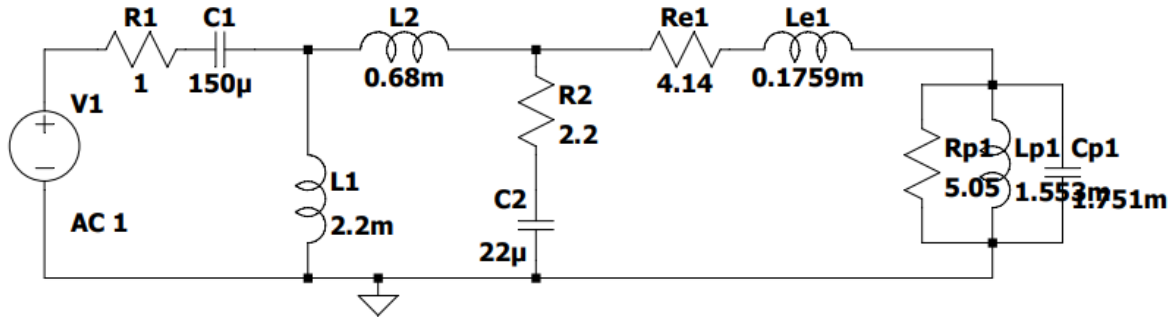 R1
C1
L2
Re1
Le1
1
150µ
0.68m
4.14
0.1759m
V1
R2
2.2
Rp1
Lp1
Cp1
5.05
1.553m
1.751m
L1
2.2m
C2
AC 1
22µ